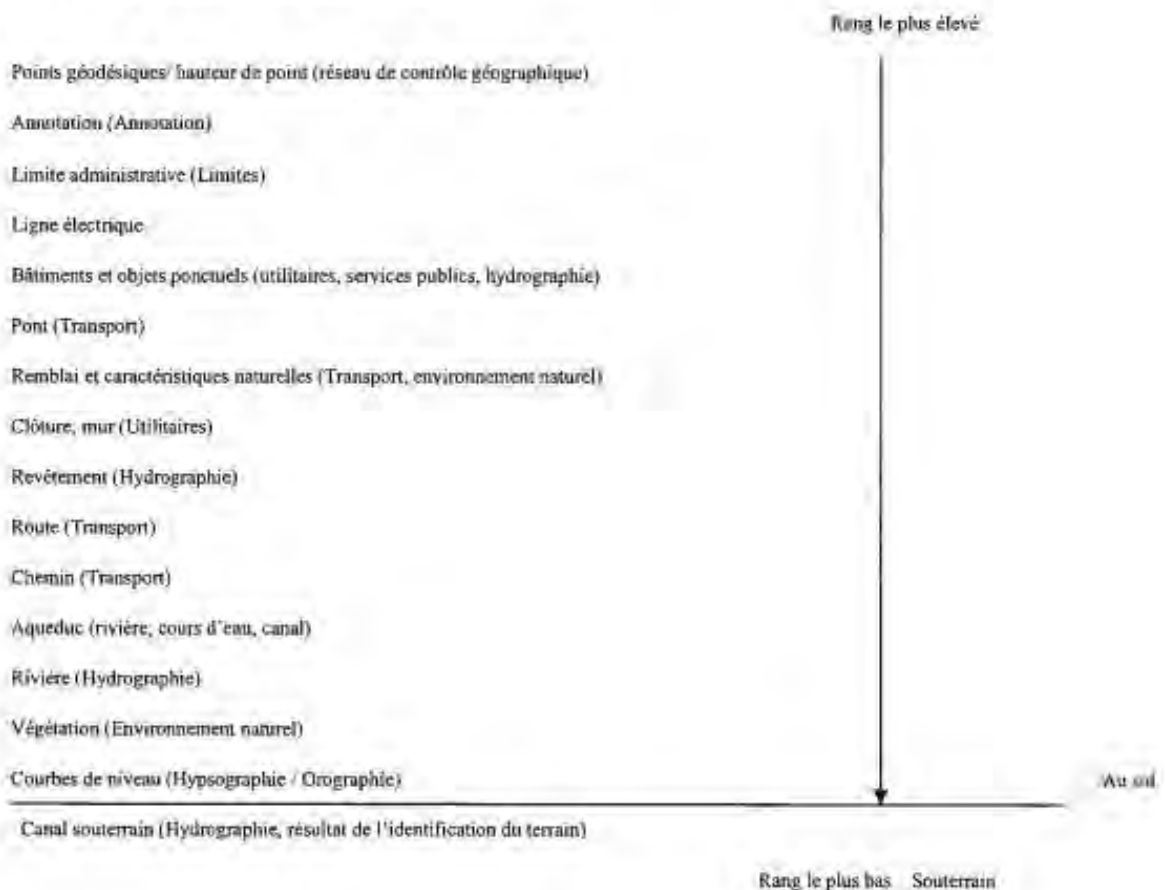 Rang le plus élevé
Points géodésiques/ hauteur de point (réseau de contrôle géographique)
Annotation (Annotation)
Limite administrative (Limites)
Ligne électrique
Bâtiments et objets ponctuels (utilitaires, services publics, hydrographie)
Pont (Transport)
Remblai et caractéristiques naturelles (Transport, environnement naturel)
Clôture, mur (Utilitaires)
Revêtement (Hydrographie)
Route (Transport)
Chemin (Transport)
Aqueduc (rivière, cours d'eau, canal)
Rivière (Hydrographie)
Végétation (Environnement naturel)
Courbes de niveau (Hypsographie / Orographie)
Au sol
Canal souterrain (Hydrographie, résultat de l'identification du terrain)
Rang le plus bas Souterrain